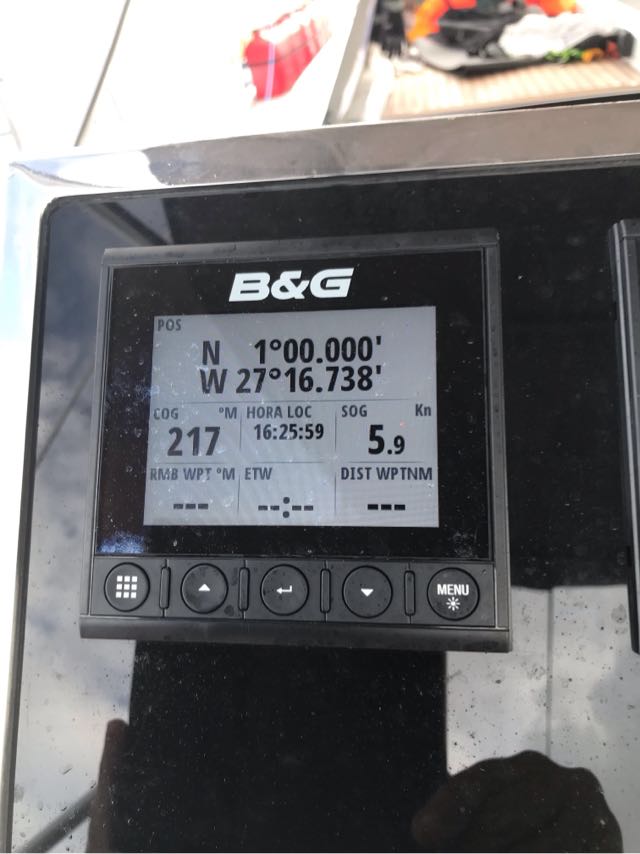 B&G
POS
N 1°00.000'
W 27°16.738'
COG °M HORA LOC SOG Kn
217 16:25:59 5.9
RMB WPT °M ETW DIST WPTNM
--- --:-- ---
MENU